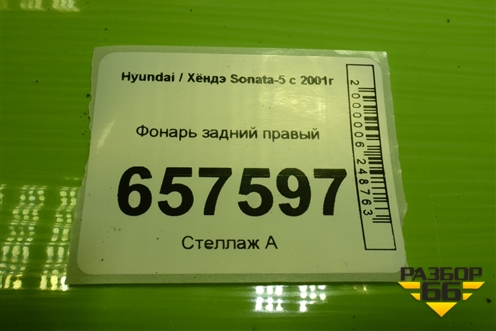 Hyundai / Хёндэ Sonata-5 с 2001г
Фонарь задний правый
657597
Стеллаж А
2000006248763
РАЗБОР
66